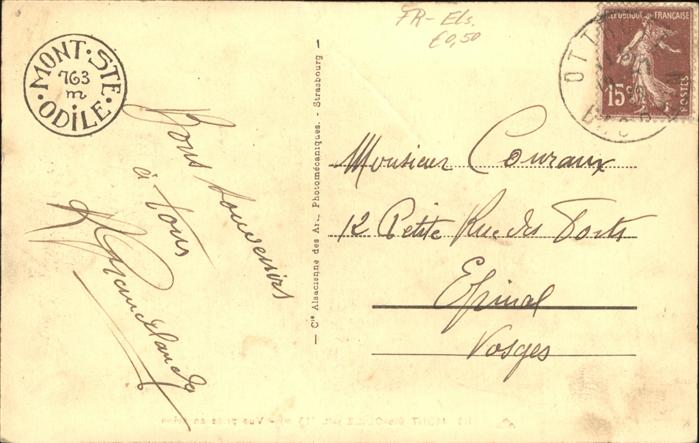 MONT · STE · ODILE ·
763
m
FR - Els.
€0,50
REPUBLIQUE FRANÇAISE
15c
POSTES
OTT
Bons souvenirs
à tous
— Cie Alsacienne des Arts Photomécaniques. - Strasbourg —
Monsieur Couraux
12 Petite Rue des Forts
Epinal
Vosges